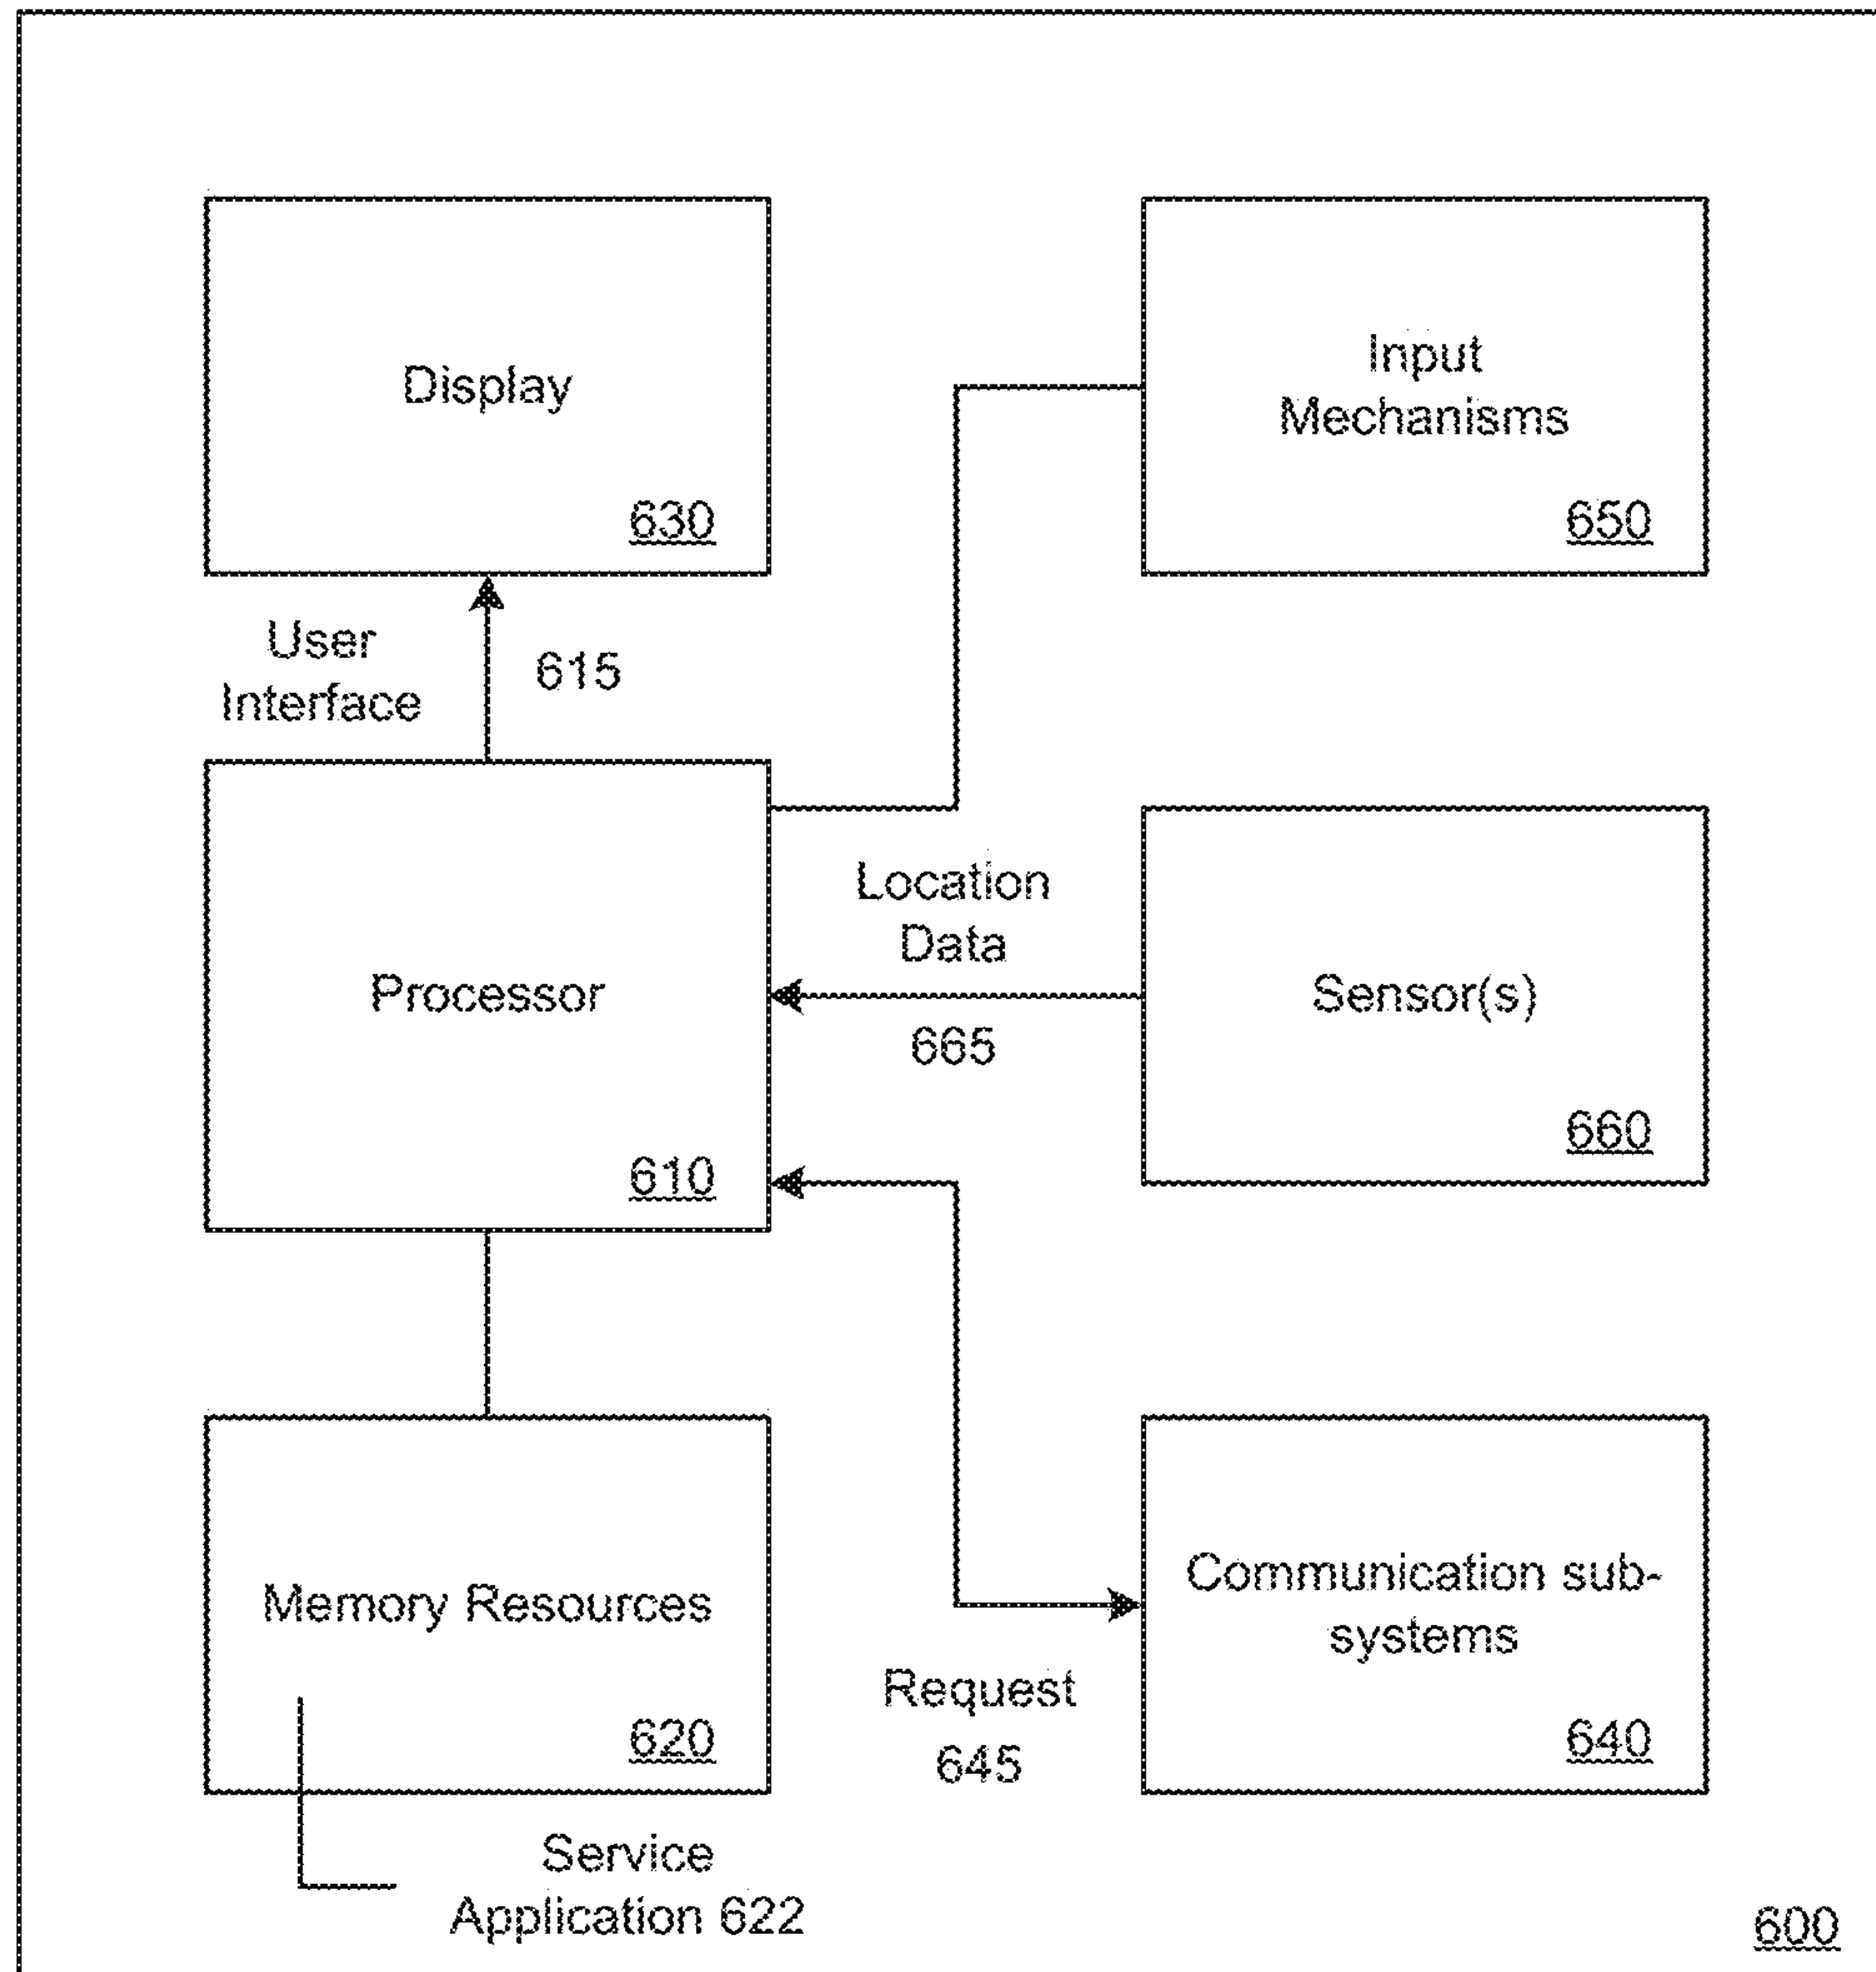 Display
630
Input
Mechanisms
650
User
Interface
615
Processor
610
Location
Data
665
Sensor(s)
660
Memory Resources
620
Request
645
Communication sub-
systems
640
Service
Application 622
600